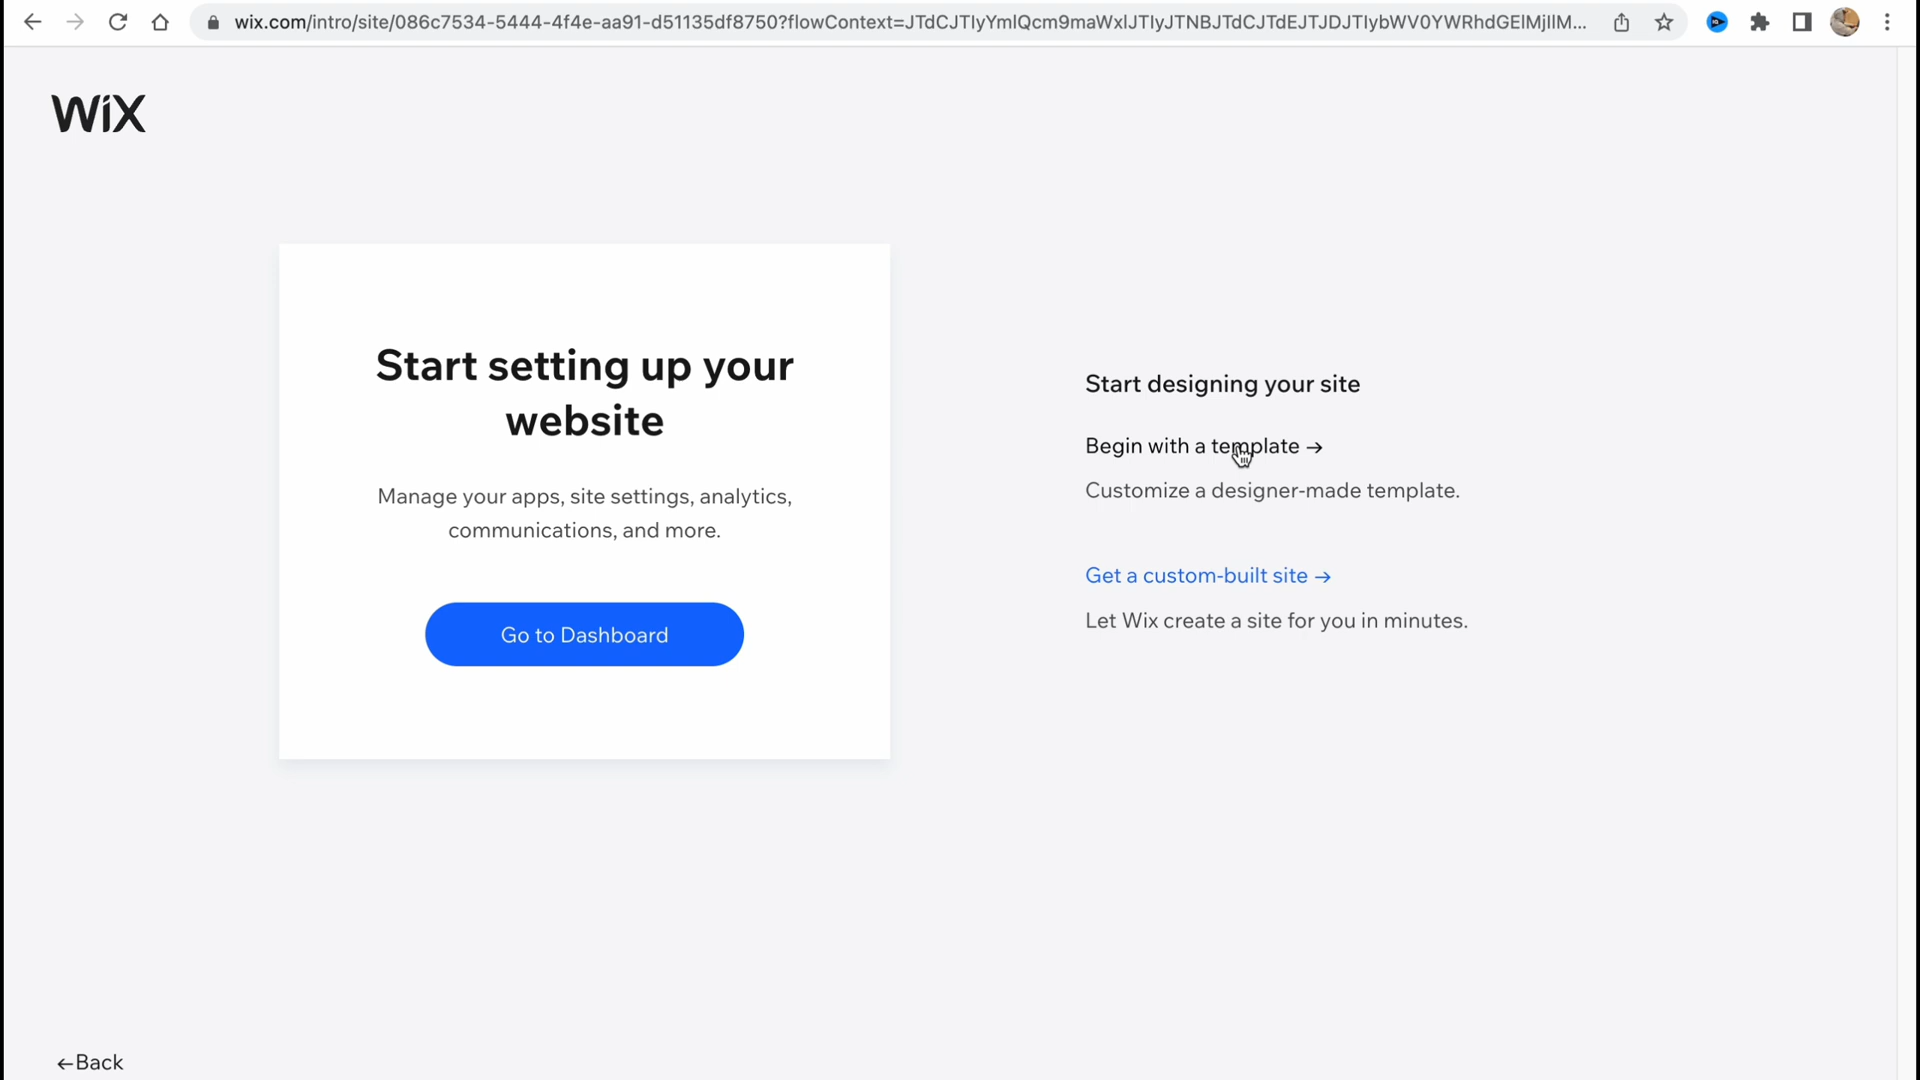 wix.com/intro/site/086c7534-5444-4f4e-aa91-d51135df8750?flowContext=JTdCJTIyYmlQcm9maWxlJTIyJTNBJTdCJTdEJTJDJTIybWV0YWRhdGElMjIlM...
WiX
Start setting up your
website
Manage your apps, site settings, analytics,
communications, and more.
Go to Dashboard
Start designing your site
Begin with a template →
Customize a designer-made template.
Get a custom-built site →
Let Wix create a site for you in minutes.
←Back